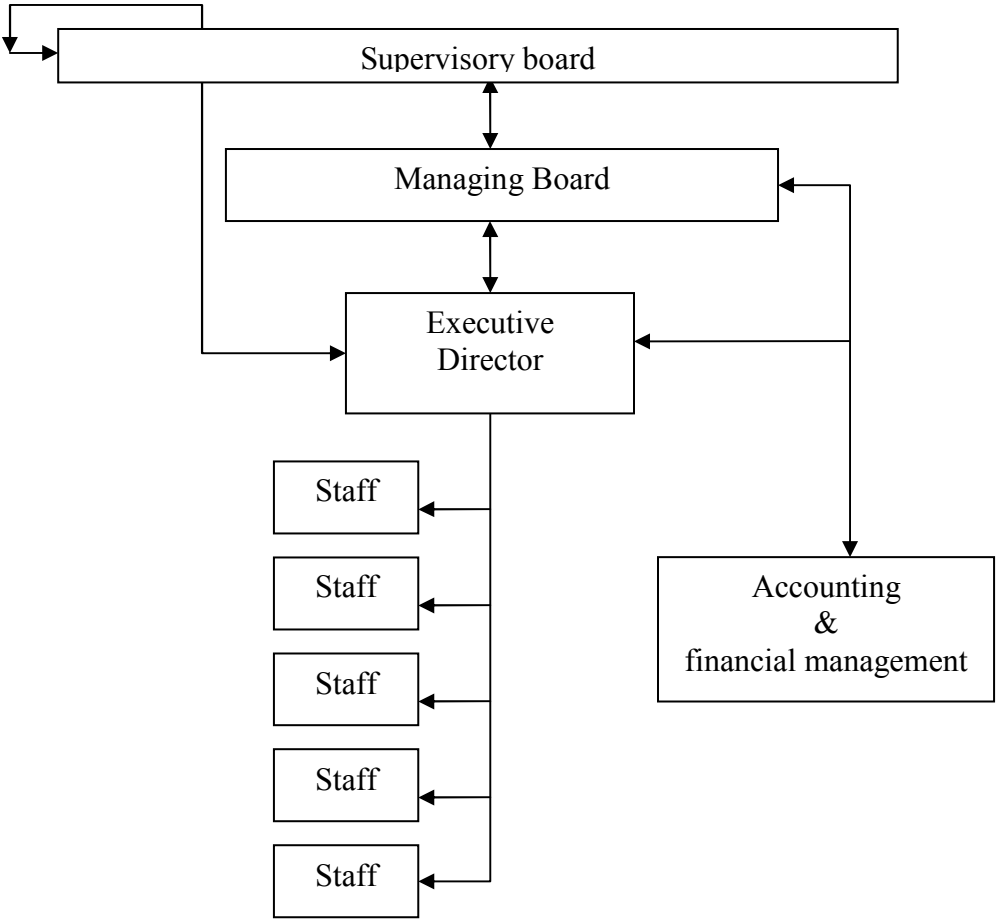 Supervisory board
Managing Board
Executive
Director
Staff
Staff
Staff
Staff
Staff
Accounting
&
financial management